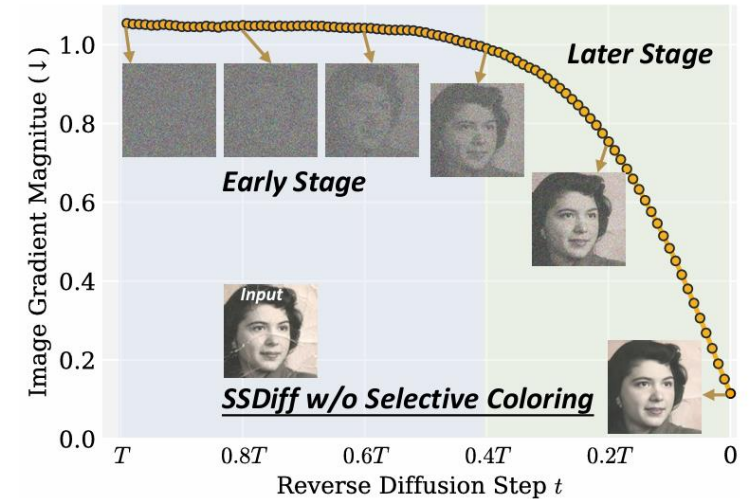 Image Gradient Magnitue (↓)
1.0
0.8
0.6
0.4
0.2
0.0
Later Stage
Early Stage
Input
SSDiff w/o Selective Coloring
T 0.8T 0.6T 0.4T 0.2T 0
Reverse Diffusion Step t